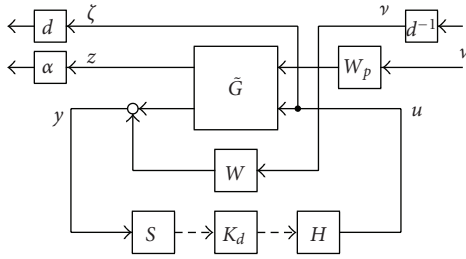 d ζ ν d⁻¹
α z G̃ W_p v
y u
W
S K_d H